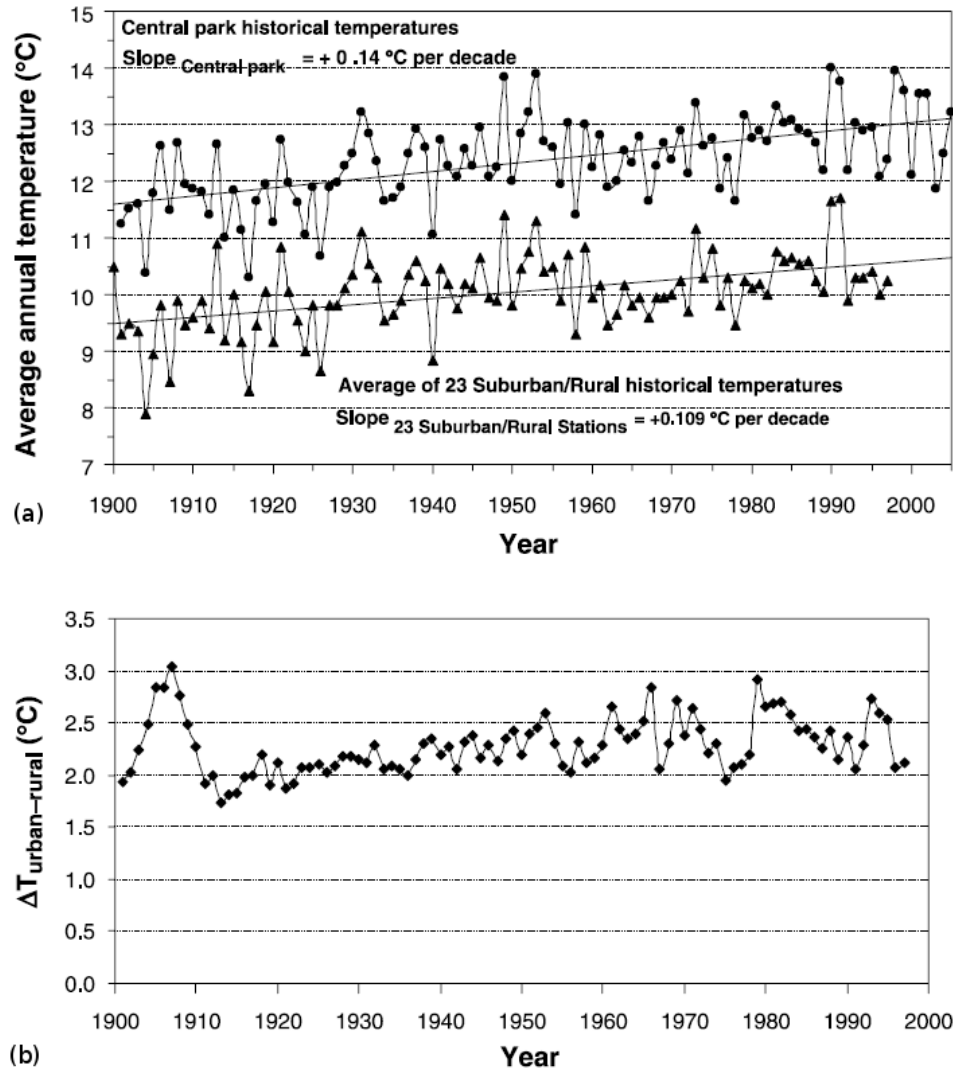 Central park historical temperatures
Slope Central park = + 0 .14 °C per decade
Average annual temperature (°C)
15
14
13
12
11
10
9
8
7
Average of 23 Suburban/Rural historical temperatures
Slope 23 Suburban/Rural Stations = +0.109 °C per decade
1900 1910 1920 1930 1940 1950 1960 1970 1980 1990 2000
(a)
Year
ΔTurban–rural (°C)
3.5
3.0
2.5
2.0
1.5
1.0
0.5
0.0
1900 1910 1920 1930 1940 1950 1960 1970 1980 1990 2000
(b)
Year